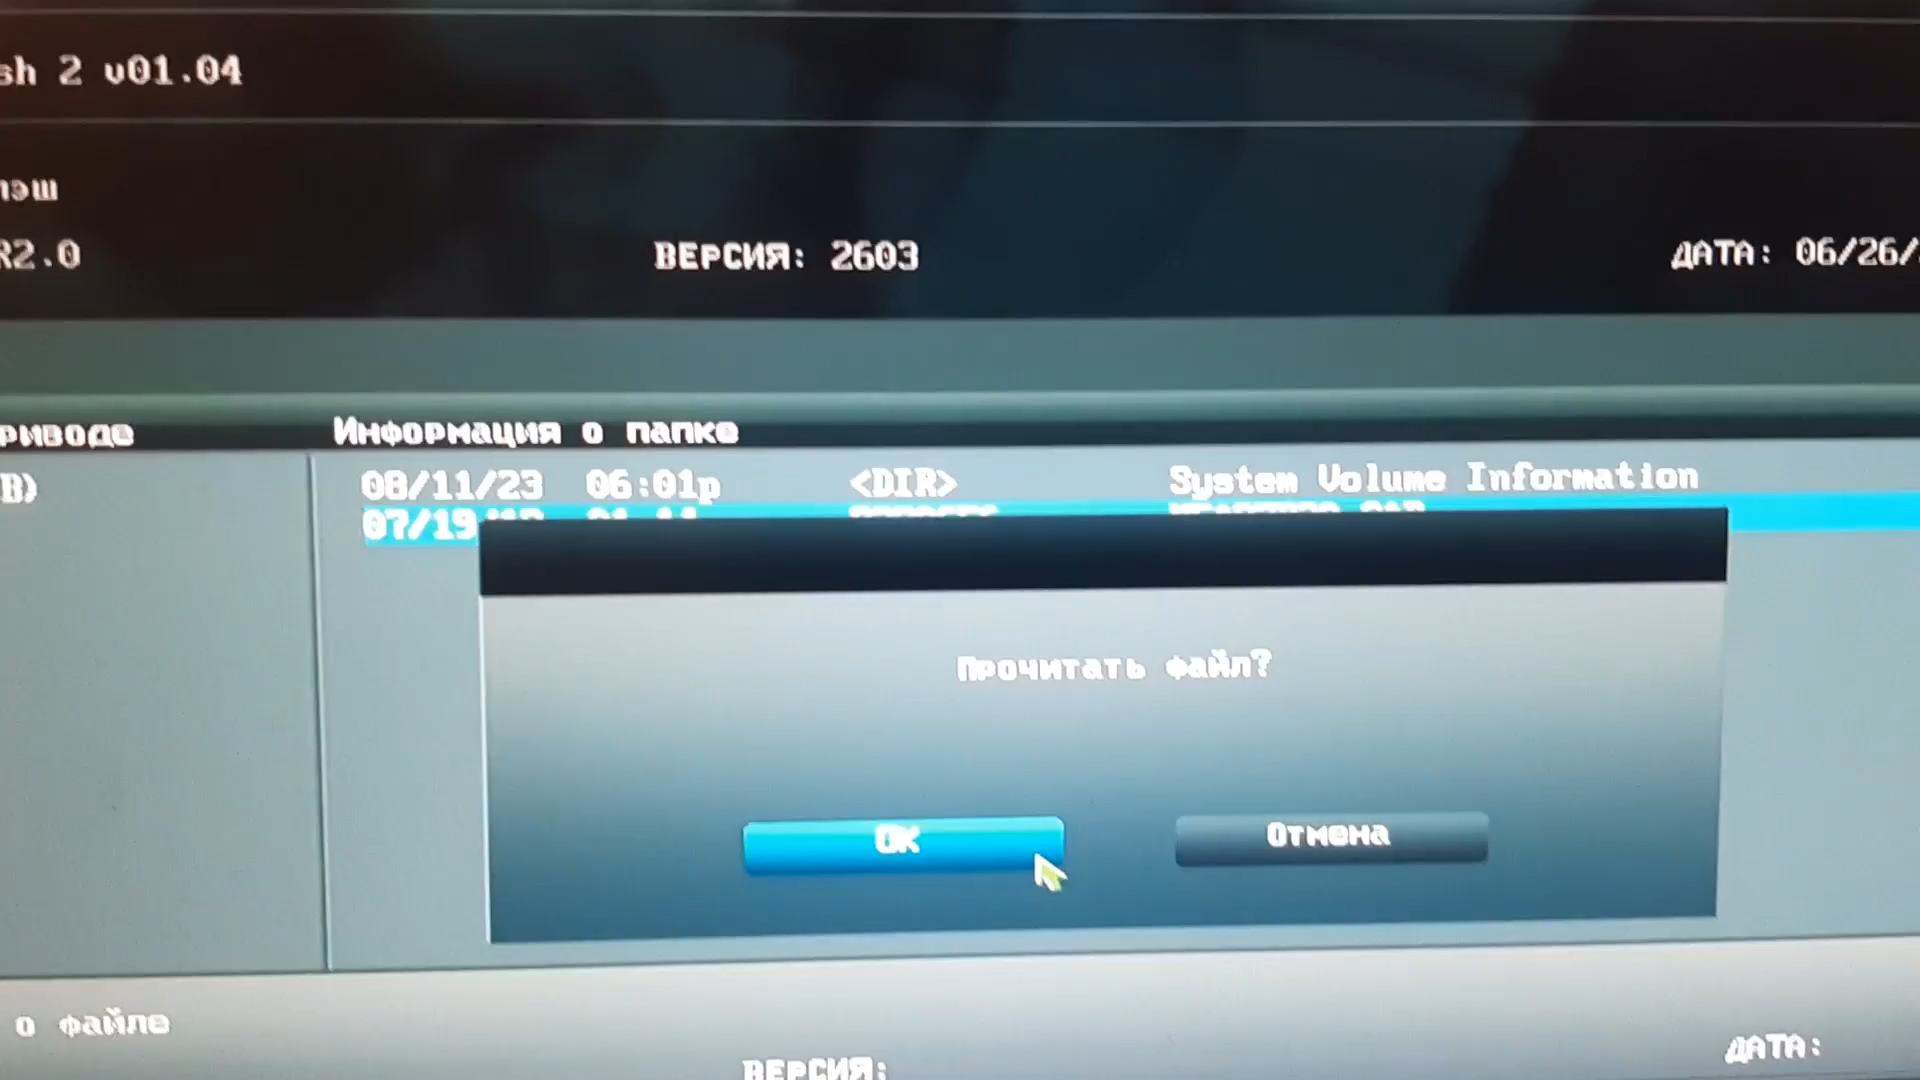 sh 2 v01.04
лэш
R2.0 ВЕРСИЯ: 2603 ДАТА: 06/26/
риводе Информация о папке
B) 08/11/23 06:01p <DIR> System Volume Information
07/19
Прочитать файл?
OK Отмена
о файле
ВЕРСИЯ: ДАТА: